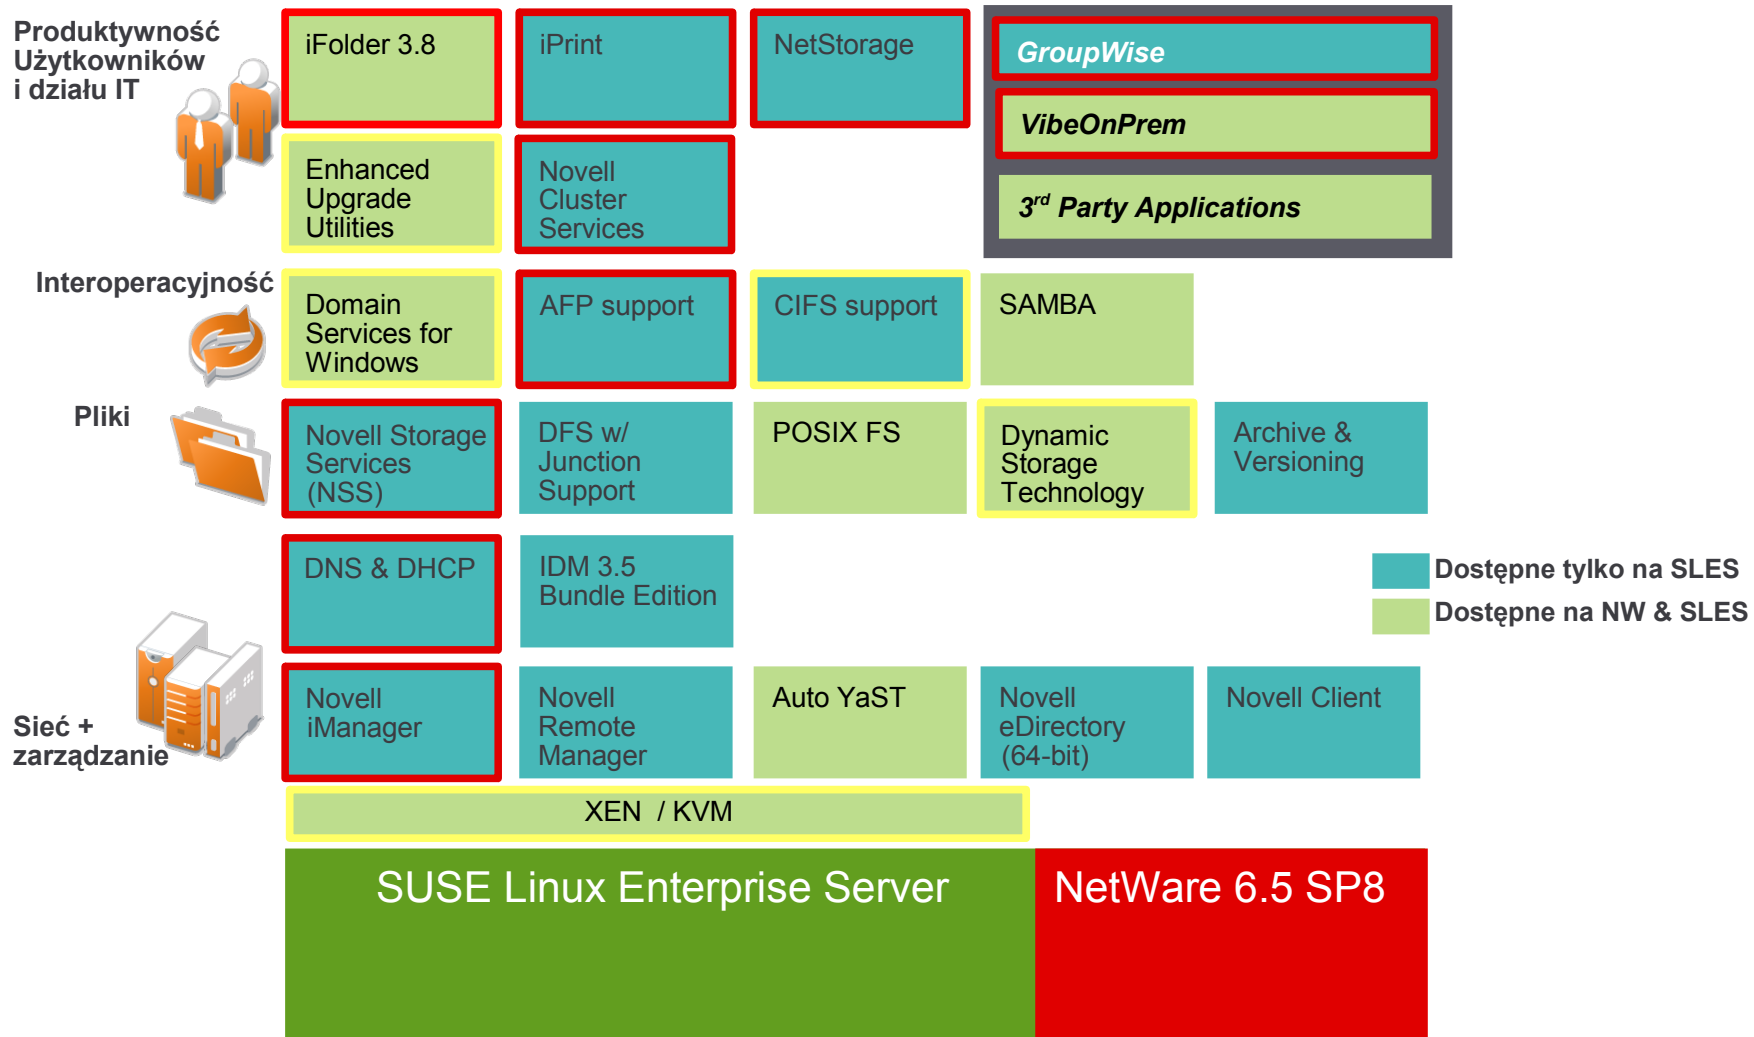 Produktywność
Użytkowników
i działu IT
iFolder 3.8
iPrint
NetStorage
GroupWise
VibeOnPrem
3rd Party Applications
Enhanced
Upgrade
Utilities
Novell
Cluster
Services
Interoperacyjność
Domain
Services for
Windows
AFP support
CIFS support
SAMBA
Pliki
Novell Storage
Services
(NSS)
DFS w/
Junction
Support
POSIX FS
Dynamic
Storage
Technology
Archive &
Versioning
DNS & DHCP
IDM 3.5
Bundle Edition
Dostępne tylko na SLES
Dostępne na NW & SLES
Sieć +
zarządzanie
Novell
iManager
Novell
Remote
Manager
Auto YaST
Novell
eDirectory
(64-bit)
Novell Client
XEN / KVM
SUSE Linux Enterprise Server
NetWare 6.5 SP8